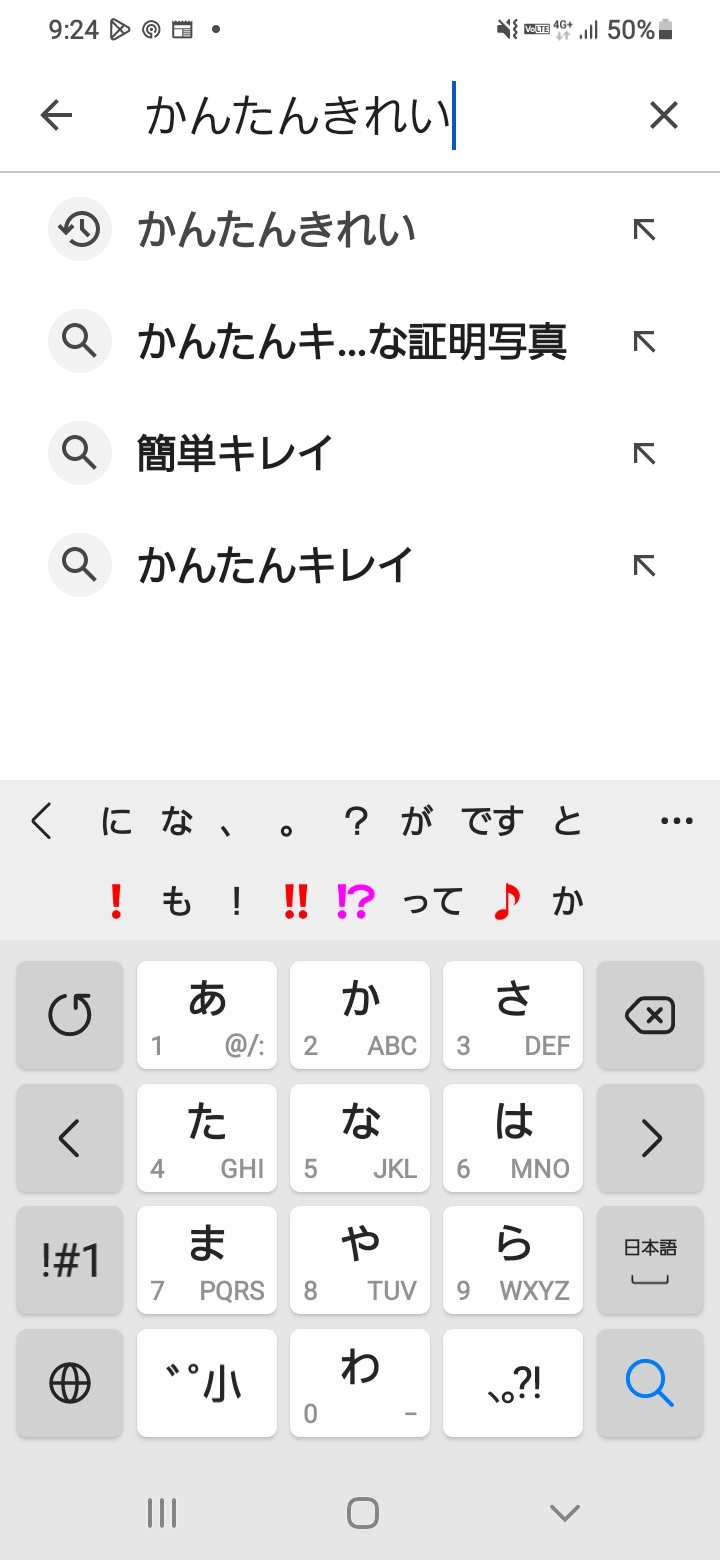 9:24 VoLTE 4G+ 50%
かんたんきれい
かんたんきれい
かんたんキ...な証明写真
簡単キレイ
かんたんキレイ
に な 、 。 ? が です と ...
! も ! !! !? って ♪ か
あ か さ
1 @/: 2 ABC 3 DEF
た な は
4 GHI 5 JKL 6 MNO
!#1 ま や ら 日本語
7 PQRS 8 TUV 9 WXYZ
゛゜小 わ 、。?!
0 −